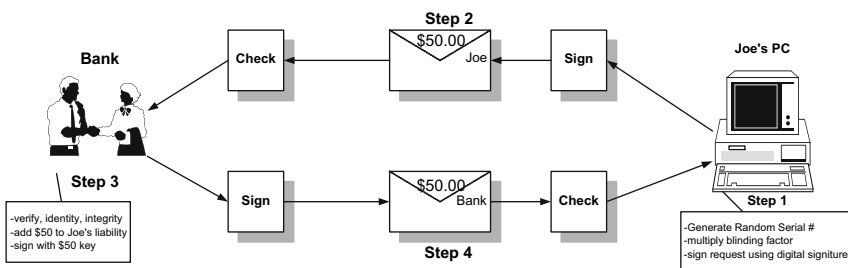 Step 2
$50.00
Joe
Check
Sign
Bank
Joe's PC
Step 3
-verify, identity, integrity
-add $50 to Joe's liability
-sign with $50 key
Sign
$50.00
Bank
Check
Step 4
Step 1
-Generate Random Serial #
-multiply blinding factor
-sign request using digital signiture